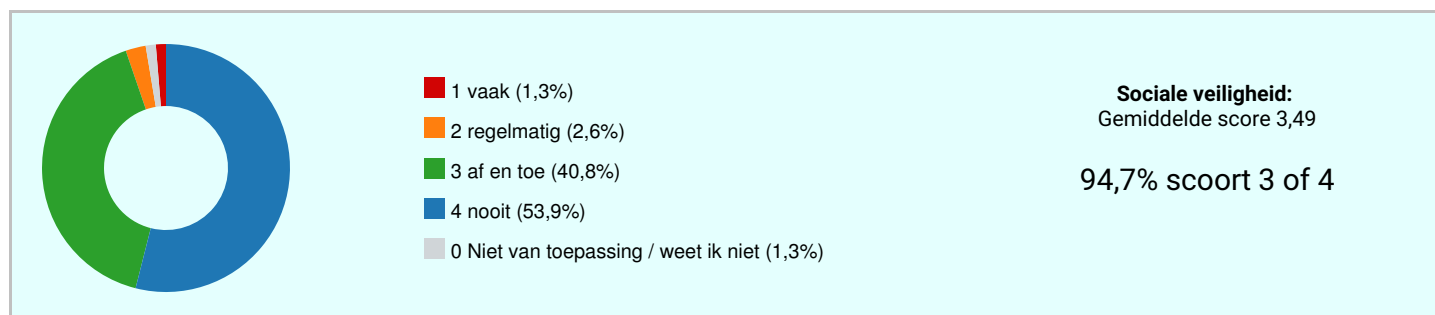 1 vaak (1,3%)
2 regelmatig (2,6%)
3 af en toe (40,8%)
4 nooit (53,9%)
0 Niet van toepassing / weet ik niet (1,3%)
Sociale veiligheid:
Gemiddelde score 3,49
94,7% scoort 3 of 4